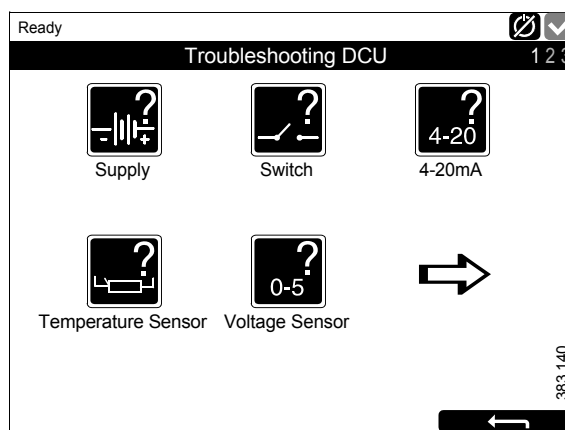 Ready
Troubleshooting DCU
1 2 3
?
Supply
?
Switch
?
4-20
4-20mA
?
Temperature Sensor
?
0-5
Voltage Sensor
383 140